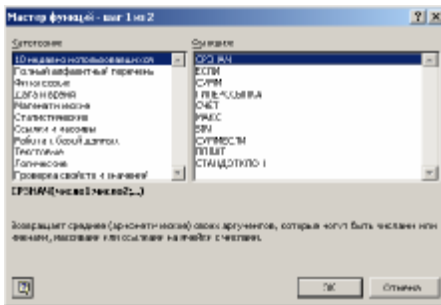 Мастер функций - шаг 1 из 2
Категория:
Функция:
10 недавно использовавшихся
Полный алфавитный перечень
Финансовые
Дата и время
Математические
Статистические
Ссылки и массивы
Работа с базой данных
Текстовые
Логические
Проверка свойств и значений
СРЗНАЧ
ЕСЛИ
СУММ
ГИПЕРССЫЛКА
СЧЁТ
МАКС
SIN
СУММЕСЛИ
ППЛАТ
СТАНДОТКЛОН
СРЗНАЧ(число1;число2;...)
Возвращает среднее (арифметическое) своих аргументов, которые могут быть числами или
именами, массивами или ссылками на ячейки с числами.
OK
Отмена